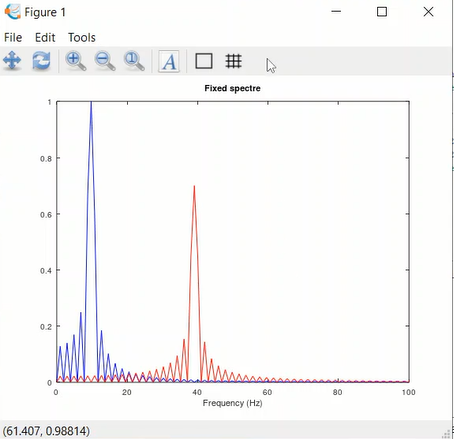 Figure 1
File Edit Tools
A
Fixed spectre
1
0.8
0.6
0.4
0.2
0
0 20 40 60 80 100
Frequency (Hz)
(61.407, 0.98814)